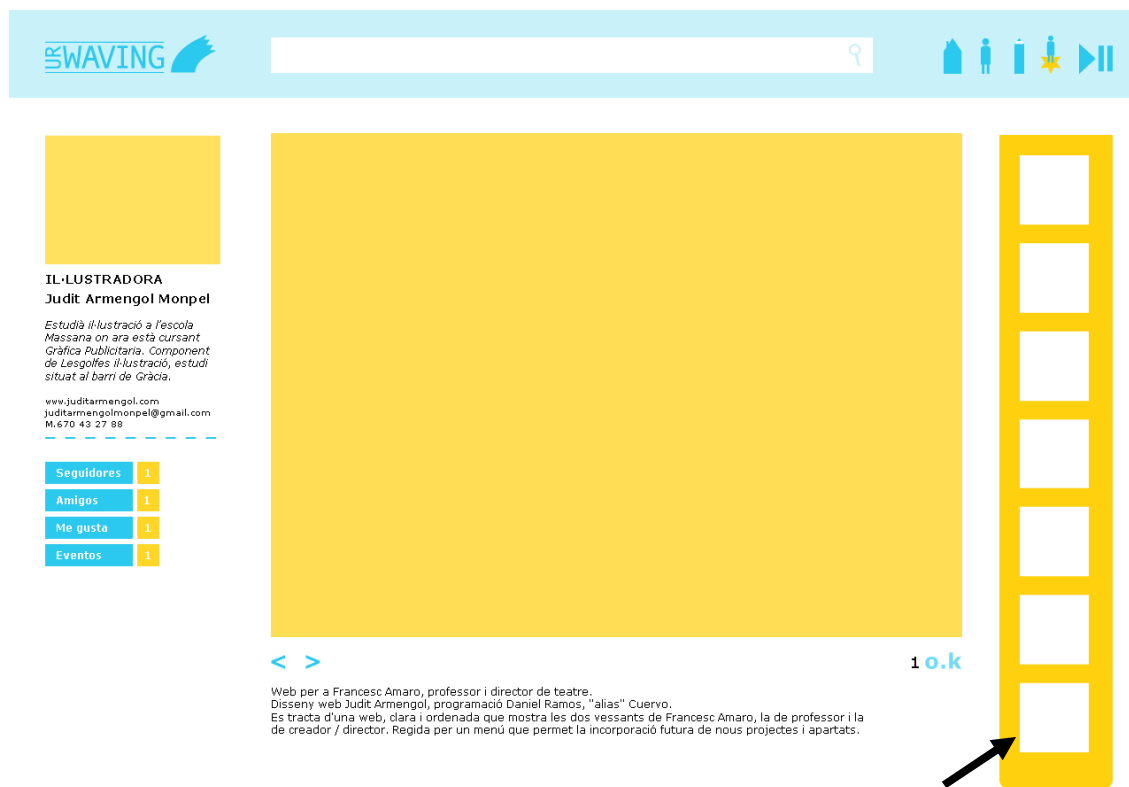 UR WAVING
IL·LUSTRADORA
Judit Armengol Monpel
Estudià il·lustració a l'escola
Massana on ara està cursant
Gràfica Publicitaria. Component
de Lesgolfes il·lustració, estudi
situat al barri de Gràcia.
www.juditarmengol.com
juditarmengolmonpel@gmail.com
M.670 43 27 88
Seguidores 1
Amigos 1
Me gusta 1
Eventos 1
< >
1 o.k
Web per a Francesc Amaro, professor i director de teatre.
Disseny web Judit Armengol, programació Daniel Ramos, "alias" Cuervo.
Es tracta d'una web, clara i ordenada que mostra les dos vessants de Francesc Amaro, la de professor i la
de creador / director. Regida per un menú que permet la incorporació futura de nous projectes i apartats.